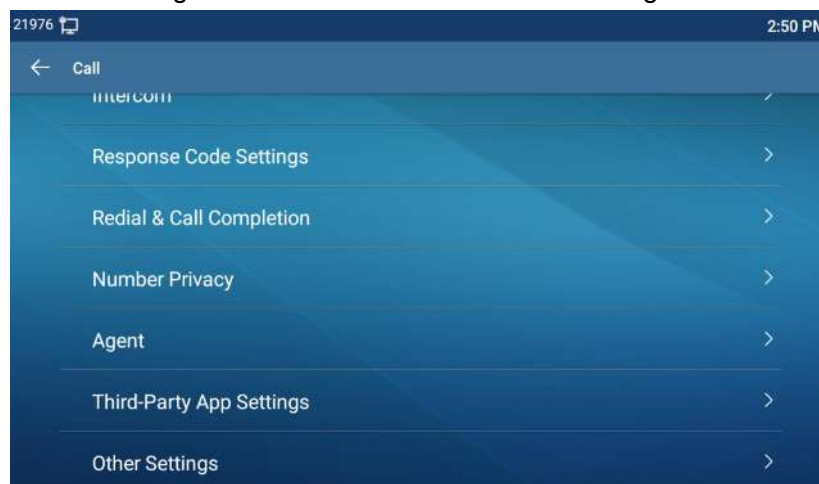 21976
2:50 PM
Call
Intercom
Response Code Settings
Redial & Call Completion
Number Privacy
Agent
Third-Party App Settings
Other Settings